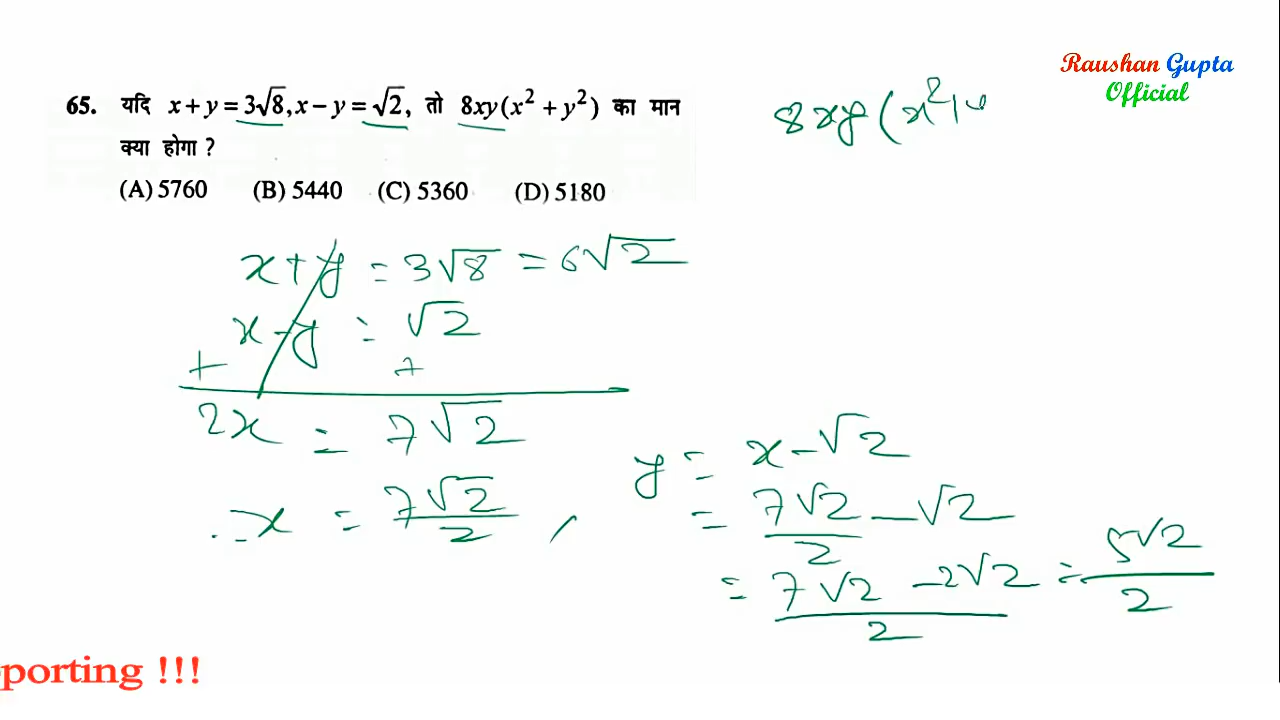 Raushan Gupta
Official
65. यदि x + y = 3√8, x − y = √2, तो 8xy(x² + y²) का मान
क्या होगा ?
(A) 5760 (B) 5440 (C) 5360 (D) 5180
8xy(x²+
x+y = 3√8 = 6√2
x-y = √2
+ +
2x = 7√2
∴ x = 7√2/2 ,
y = x-√2
= 7√2/2 - √2
= 7√2 - 2√2/2 = 5√2/2
porting !!!